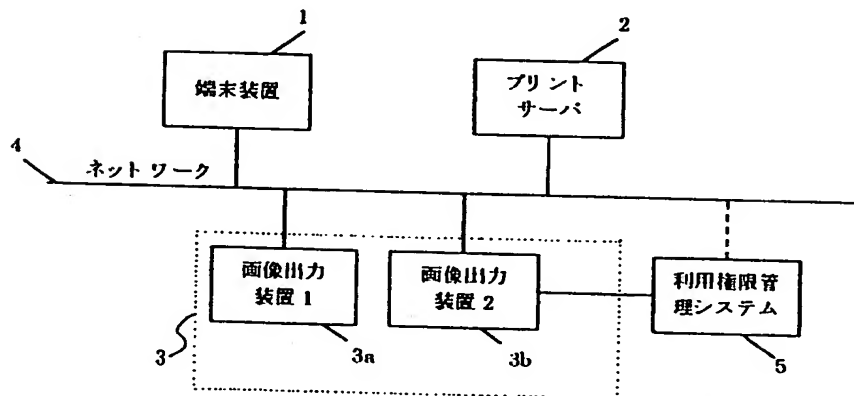 1
2
端末装置
プリント
サーバ
4
ネットワーク
画像出力
装置1
画像出力
装置2
利用権限管
理システム
3
3a
3b
5